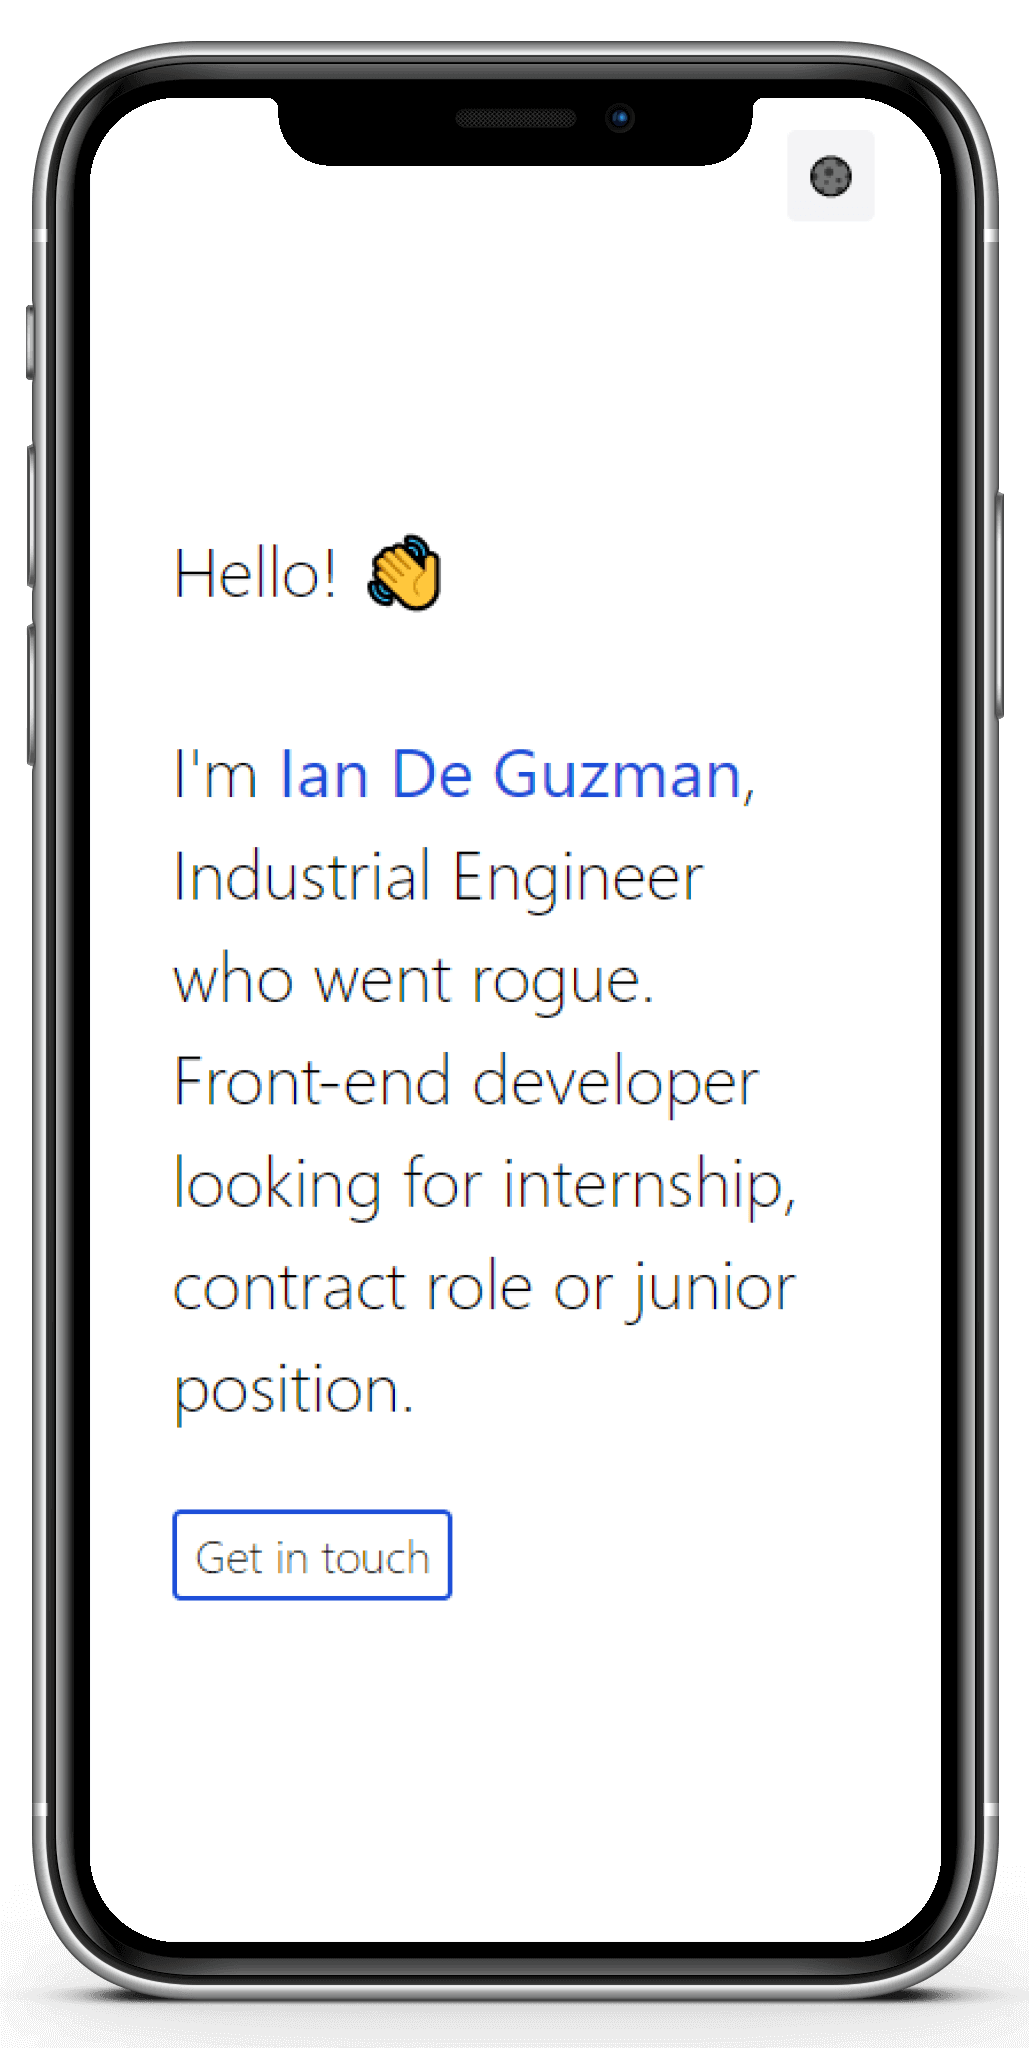 Hello! 👋
I'm Ian De Guzman,
Industrial Engineer
who went rogue.
Front-end developer
looking for internship,
contract role or junior
position.
Get in touch